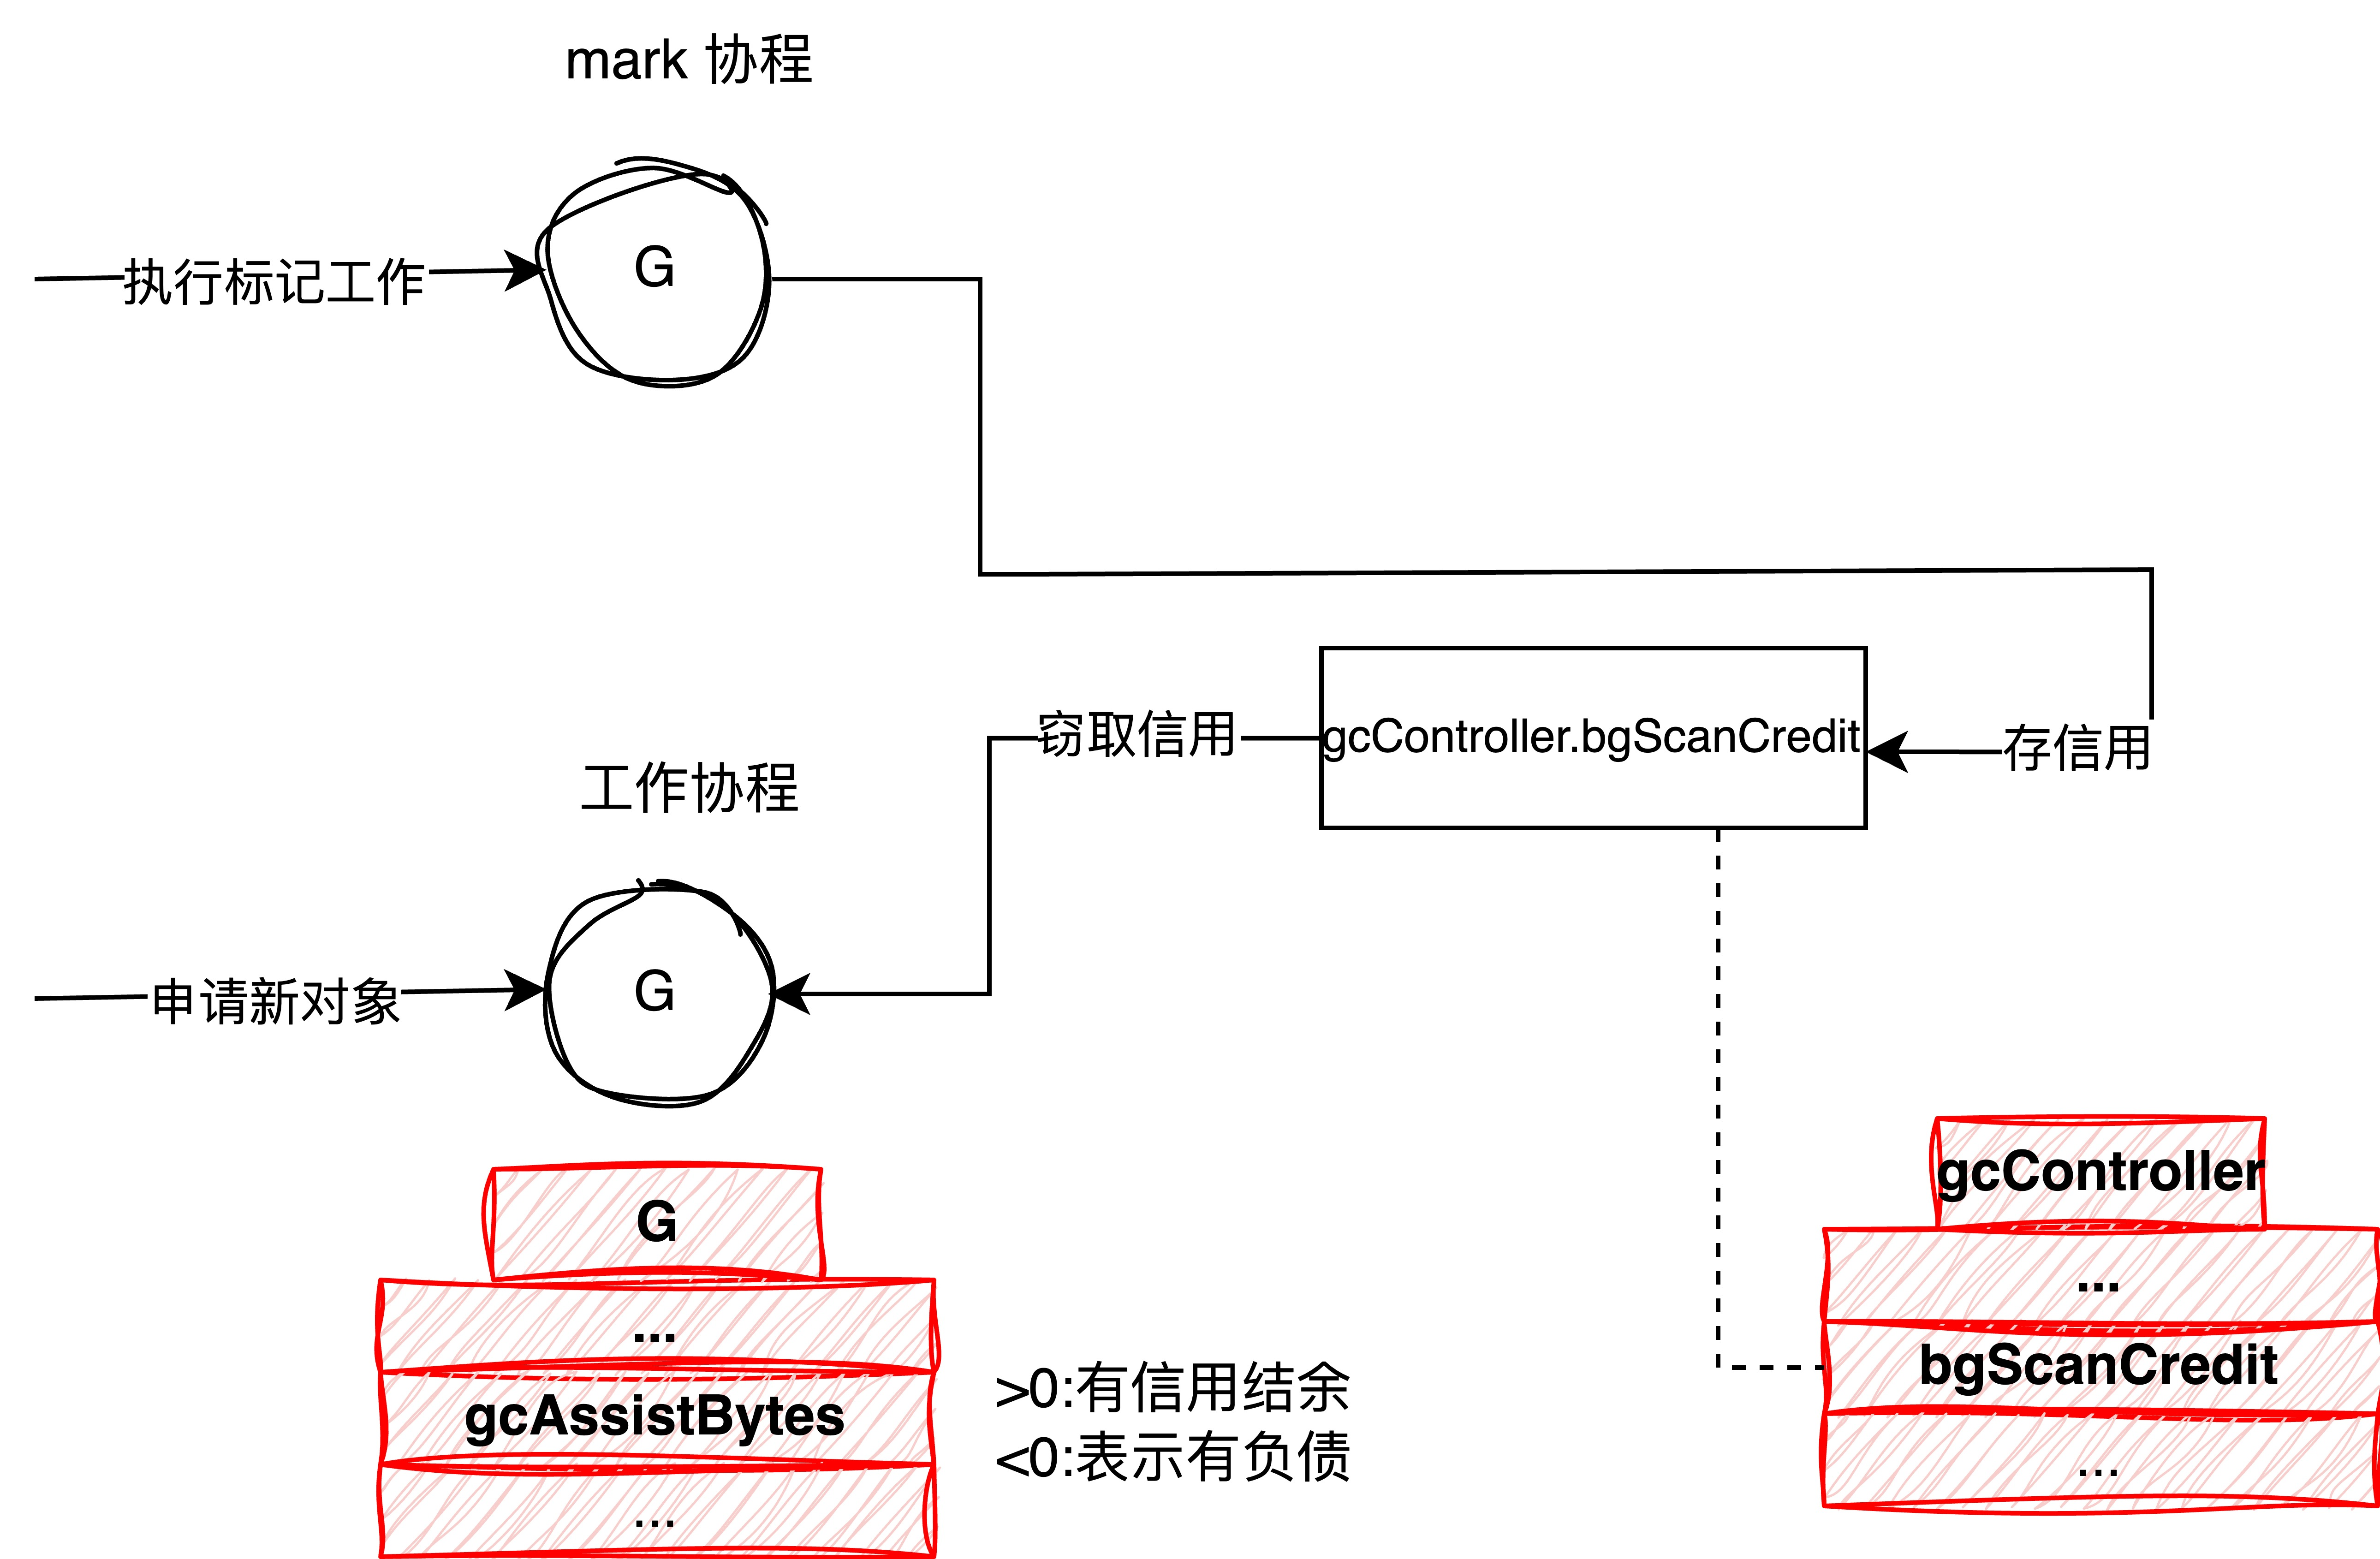 mark 协程
执行标记工作
G
窃取信用
gcController.bgScanCredit
存信用
工作协程
申请新对象
G
G
...
gcAssistBytes
...
>0:有信用结余
<0:表示有负债
gcController
...
bgScanCredit
...